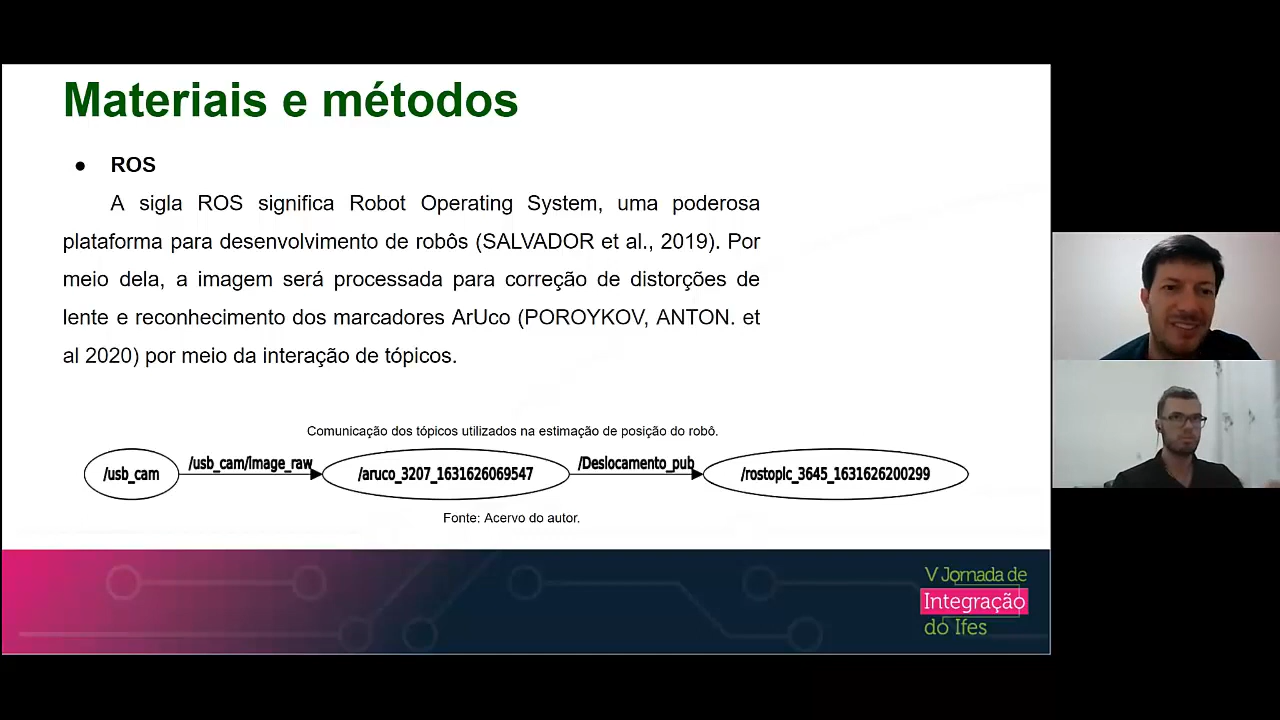 Materiais e métodos
● ROS
A sigla ROS significa Robot Operating System, uma poderosa
plataforma para desenvolvimento de robôs (SALVADOR et al., 2019). Por
meio dela, a imagem será processada para correção de distorções de
lente e reconhecimento dos marcadores ArUco (POROYKOV, ANTON. et
al 2020) por meio da interação de tópicos.
Comunicação dos tópicos utilizados na estimação de posição do robô.
/usb_cam
/usb_cam/image_raw
/aruco_3207_1631626069547
/Deslocamento_pub
/rostopic_3645_1631626200299
Fonte: Acervo do autor.
V Jornada de
Integração
do Ifes